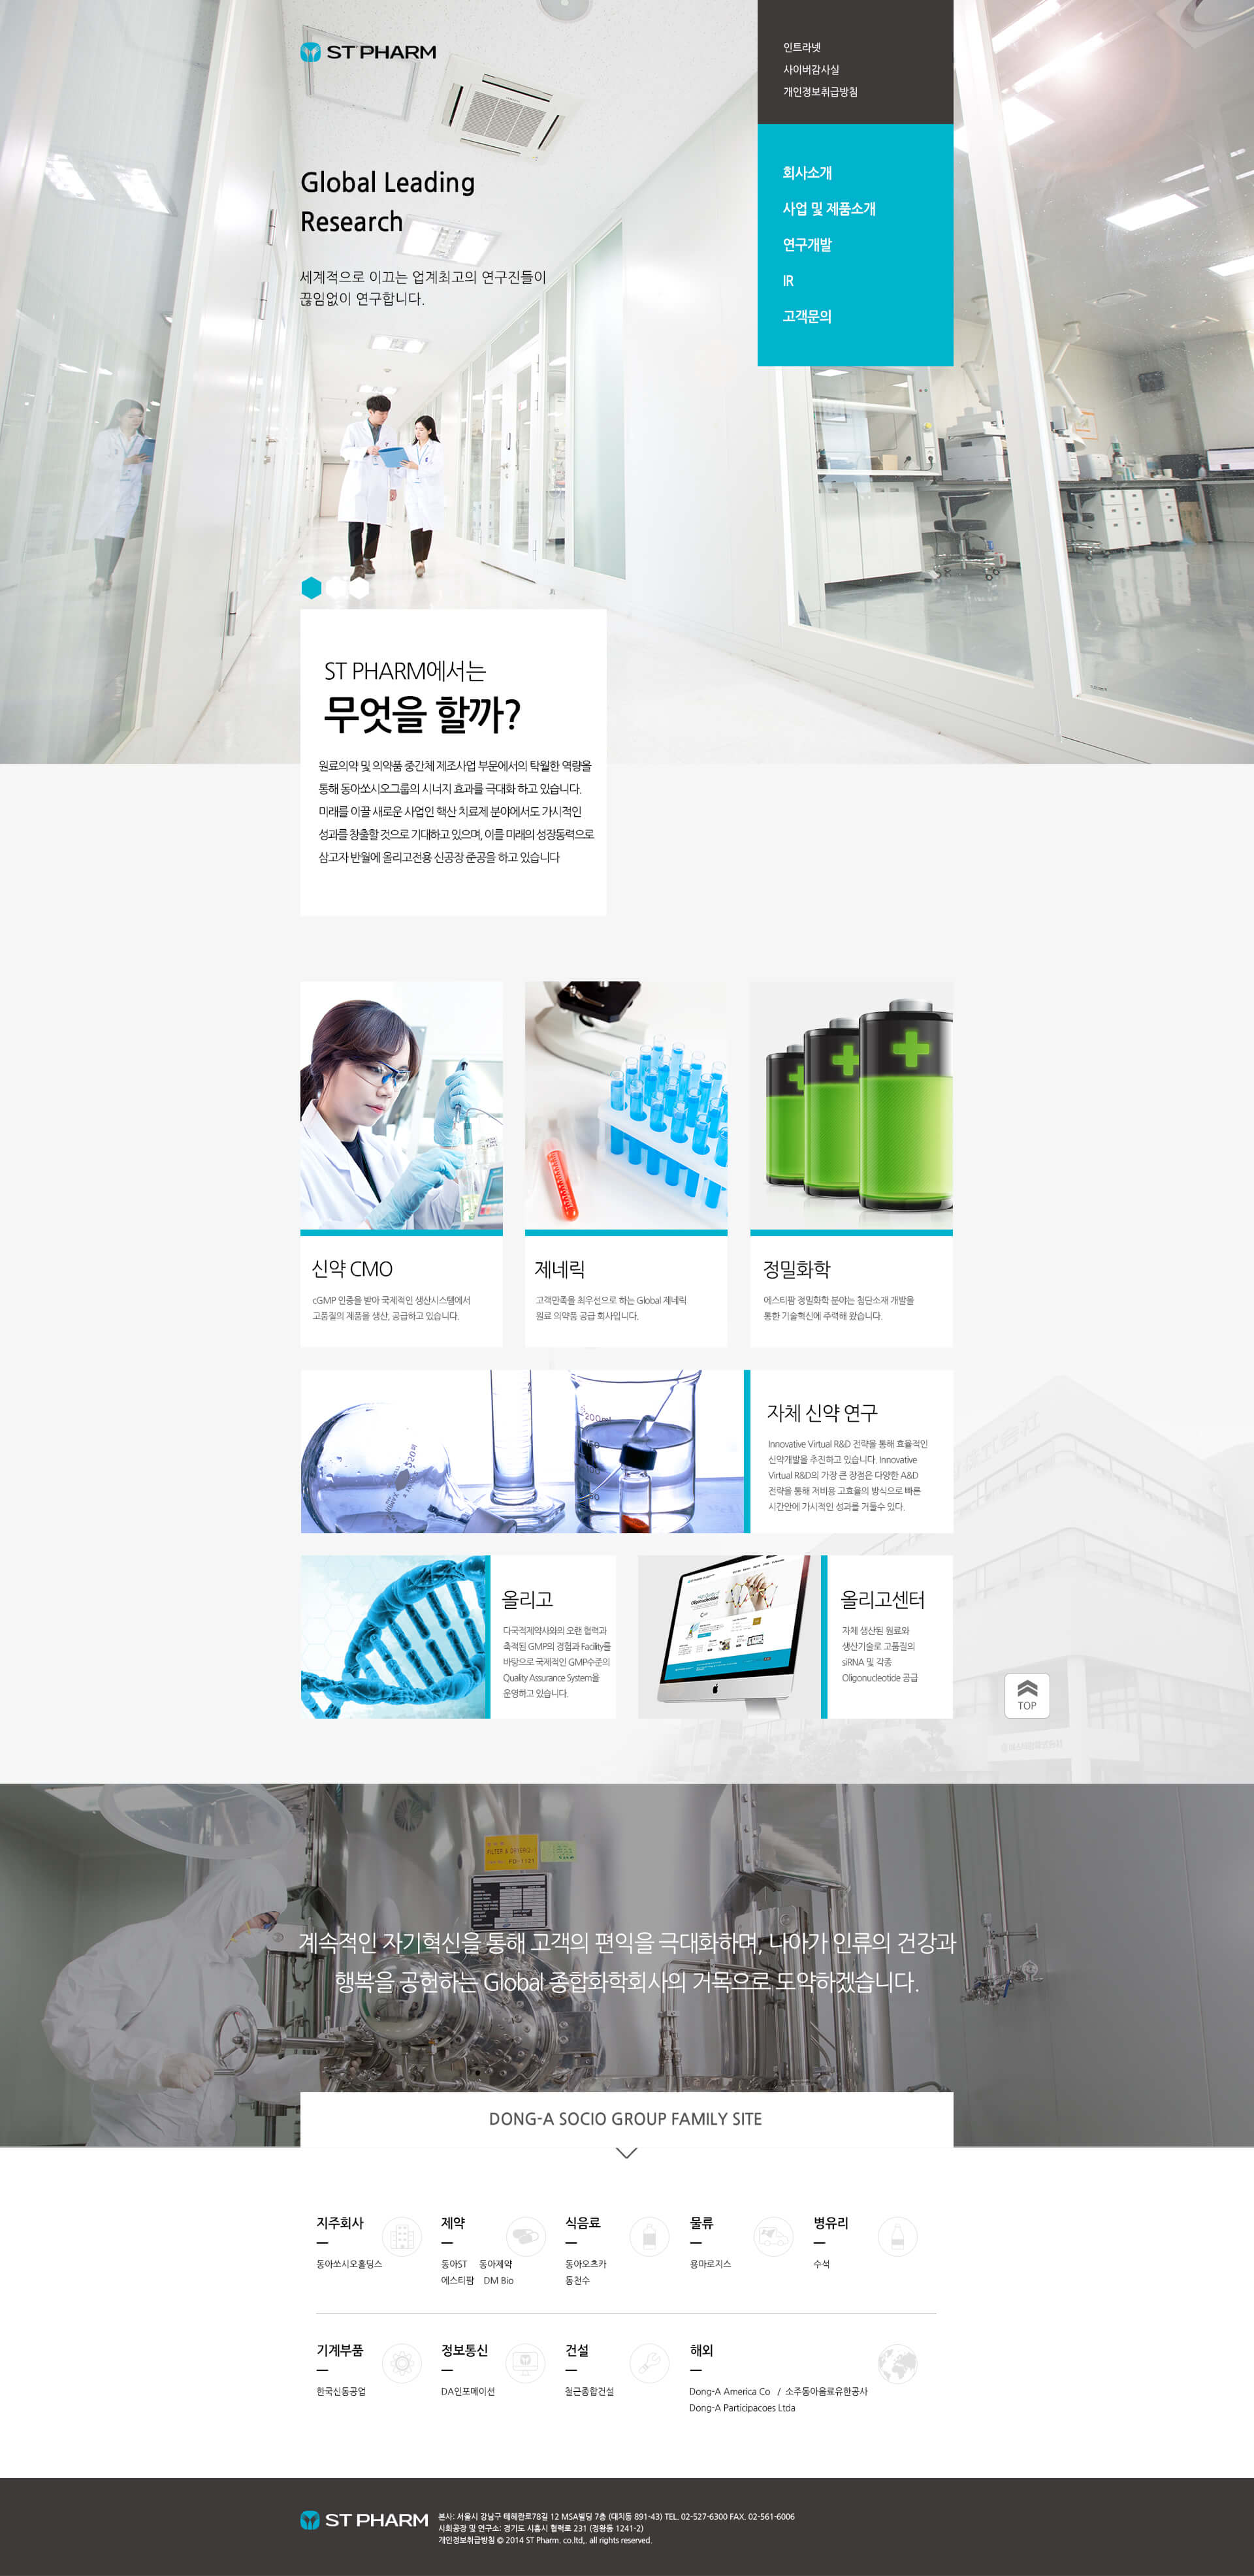 ST PHARM
인트라넷
사이버감사실
개인정보취급방침
회사소개
사업 및 제품소개
연구개발
IR
고객문의
Global Leading
Research
세계적으로 이끄는 업계최고의 연구진들이
끊임없이 연구합니다.
ST PHARM에서는
무엇을 할까?
원료의약 및 의약품 중간체 제조사업 부문에서의 탁월한 역량을
통해 동아쏘시오그룹의 시너지 효과를 극대화 하고 있습니다.
미래를 이끌 새로운 사업인 핵산 치료제 분야에서도 가시적인
성과를 창출할 것으로 기대하고 있으며, 이를 미래의 성장동력으로
삼고자 반월에 올리고전용 신공장 준공을 하고 있습니다
신약 CMO
cGMP 인증을 받아 국제적인 생산시스템에서
고품질의 제품을 생산, 공급하고 있습니다.
제네릭
고객만족을 최우선으로 하는 Global 제네릭
원료 의약품 공급 회사입니다.
정밀화학
에스티팜 정밀화학 분야는 첨단소재 개발을
통한 기술혁신에 주력해 왔습니다.
자체 신약 연구
Innovative Virtual R&D 전략을 통해 효율적인
신약개발을 추진하고 있습니다. Innovative
Virtual R&D의 가장 큰 장점은 다양한 A&D
전략을 통해 저비용 고효율의 방식으로 빠른
시간안에 가시적인 성과를 거둘수 있다.
올리고
다국적제약사와의 오랜 협력과
축적된 GMP의 경험과 Facility를
바탕으로 국제적인 GMP수준의
Quality Assurance System을
운영하고 있습니다.
올리고센터
자체 생산된 원료와
생산기술로 고품질의
siRNA 및 각종
Oligonucleotide 공급
TOP
계속적인 자기혁신을 통해 고객의 편익을 극대화하며, 나아가 인류의 건강과
행복을 공헌하는 Global 종합화학회사의 거목으로 도약하겠습니다.
DONG-A SOCIO GROUP FAMILY SITE
지주회사
동아쏘시오홀딩스
제약
동아ST 동아제약
에스티팜 DM Bio
식음료
동아오츠카
동천수
물류
용마로지스
병유리
수석
기계부품
한국신동공업
정보통신
DA인포메이션
건설
철근종합건설
해외
Dong-A America Co / 소주동아음료유한공사
Dong-A Participacoes Ltda
ST PHARM
본사: 서울시 강남구 테헤란로78길 12 MSA빌딩 7층 (대치동 891-43) TEL. 02-527-6300 FAX. 02-561-6006
사화공장 및 연구소: 경기도 시흥시 협력로 231 (정왕동 1241-2)
개인정보취급방침 © 2014 ST Pharm. co.ltd,. all rights reserved.